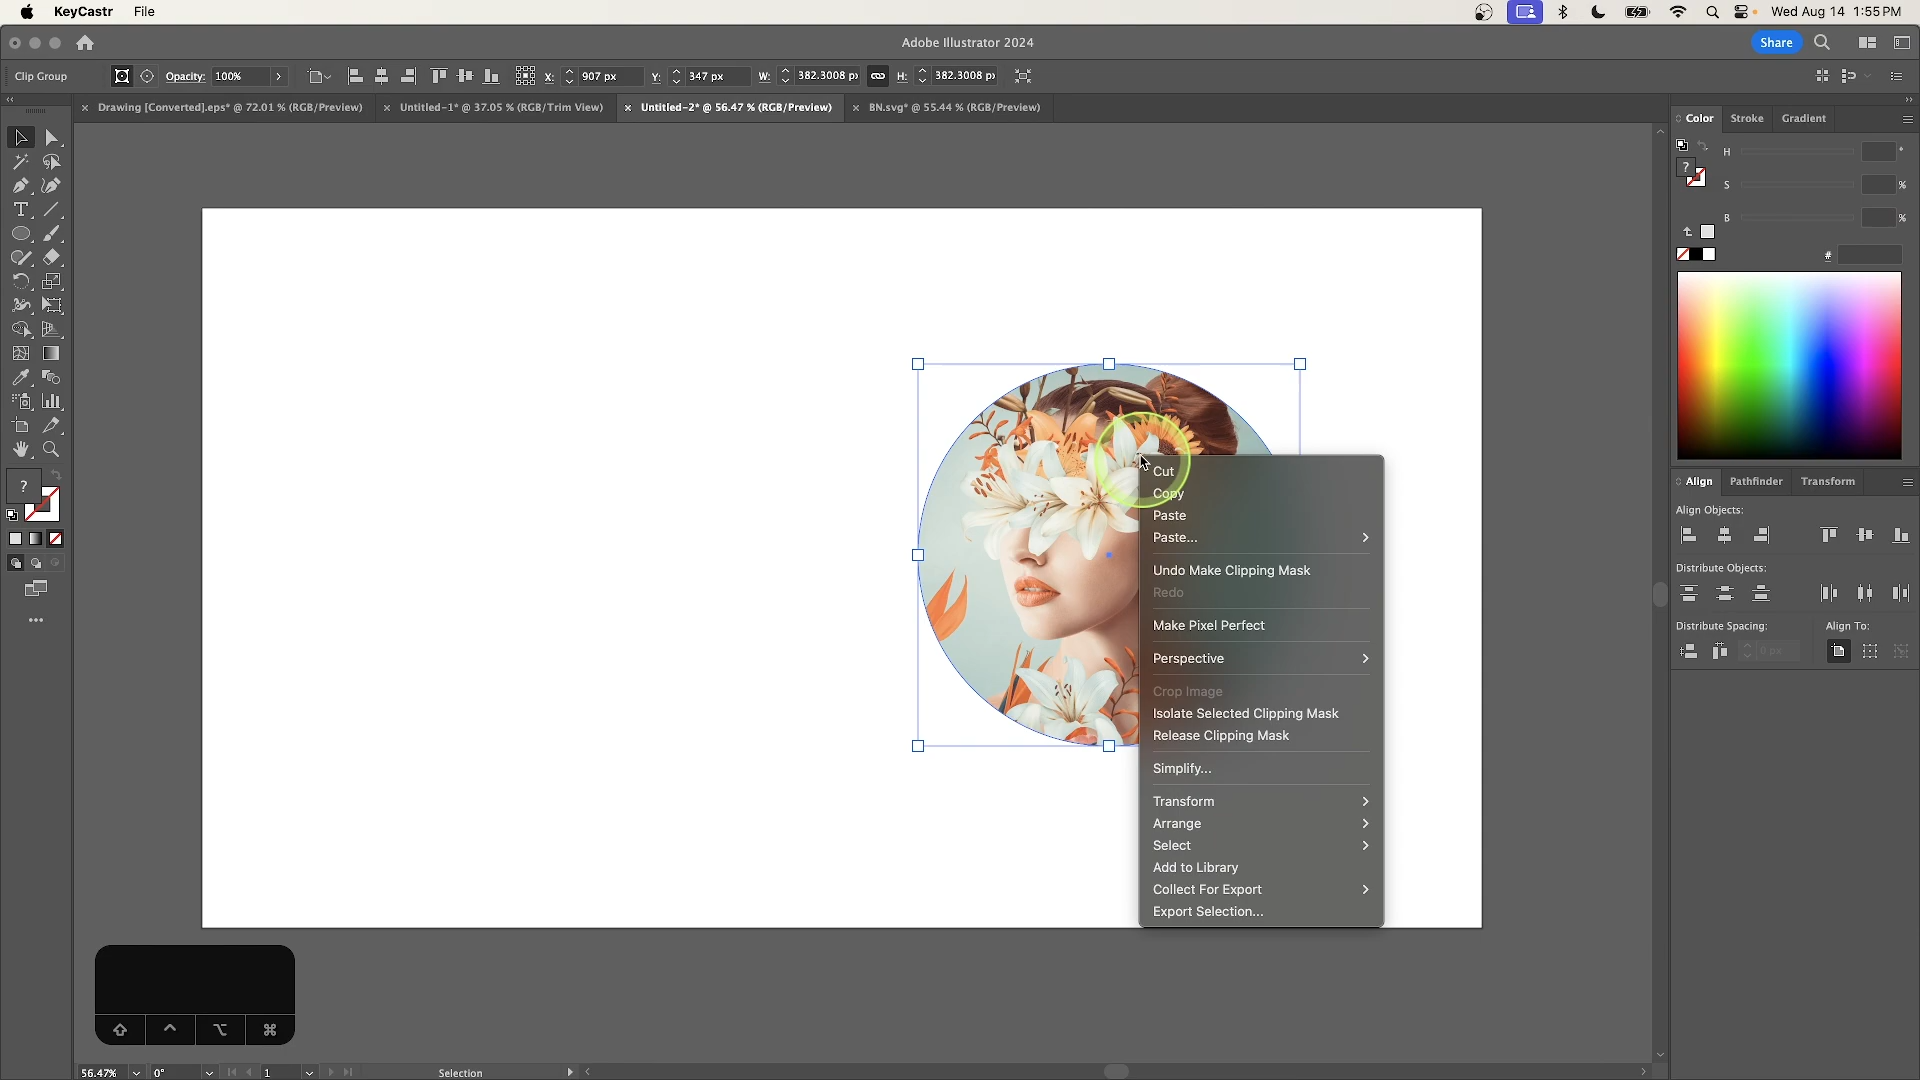 KeyCastr File
Wed Aug 14 1:55 PM
Adobe Illustrator 2024
Share
Clip Group
Opacity: 100%
X: 907 px
Y: 347 px
W: 382.3008 p
H: 382.3008 p
Drawing [Converted].eps* @ 72.01 % (RGB/Preview)
Untitled-1* @ 37.05 % (RGB/Trim View)
Untitled-2* @ 56.47 % (RGB/Preview)
BN.svg* @ 55.44 % (RGB/Preview)
Color Stroke Gradient
H °
S %
B %
#
?
?
Cut
Copy
Paste
Paste...
Undo Make Clipping Mask
Redo
Make Pixel Perfect
Perspective
Crop Image
Isolate Selected Clipping Mask
Release Clipping Mask
Simplify...
Transform
Arrange
Select
Add to Library
Collect For Export
Export Selection...
Align Pathfinder Transform
Align Objects:
Distribute Objects:
Distribute Spacing: Align To:
0 px
56.47% 0° 1 Selection